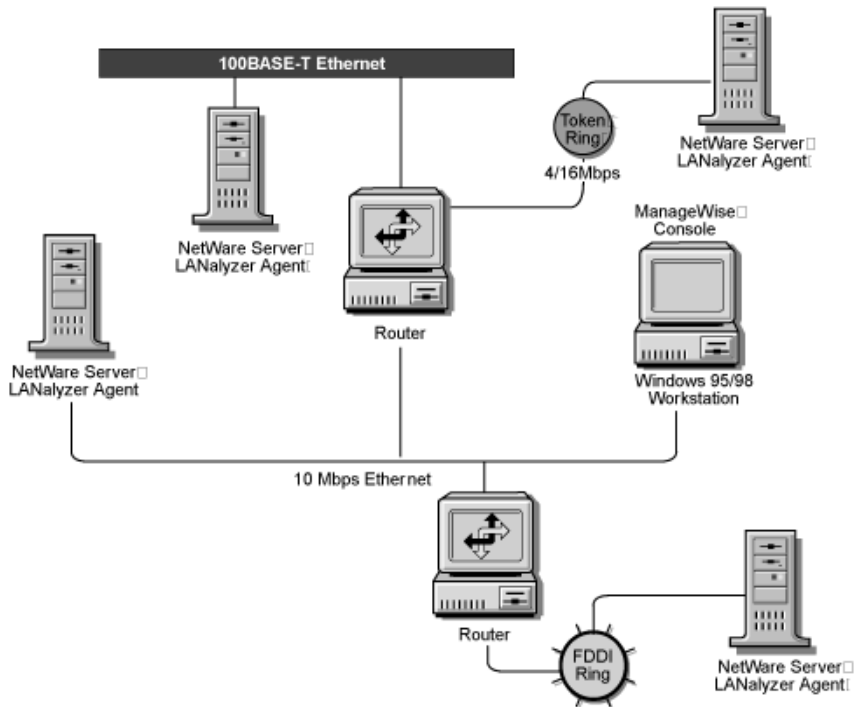 100BASE-T Ethernet
Token
Ring
4/16Mbps
NetWare Server
LANalyzer Agent
ManageWise
Console
NetWare Server
LANalyzer Agent
Router
NetWare Server
LANalyzer Agent
Windows 95/98
Workstation
10 Mbps Ethernet
Router
FDDI
Ring
NetWare Server
LANalyzer Agent